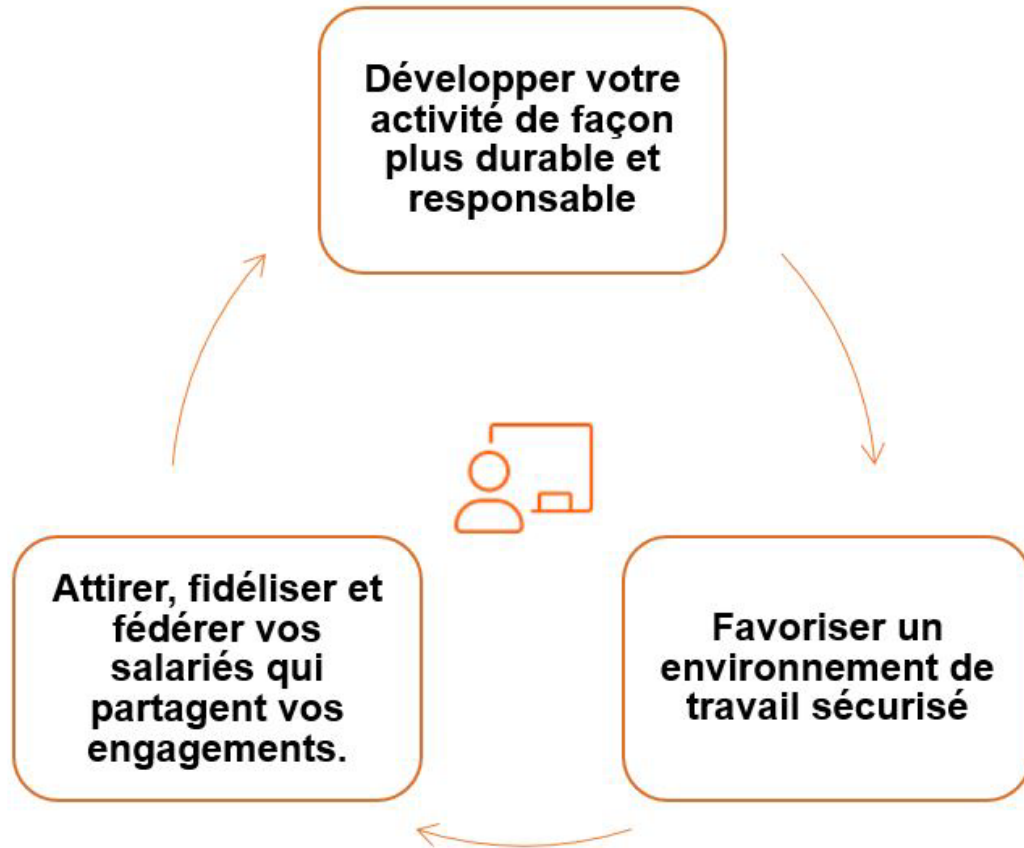 Développer votre
activité de façon
plus durable et
responsable
Attirer, fidéliser et
fédérer vos
salariés qui
partagent vos
engagements.
Favoriser un
environnement de
travail sécurisé